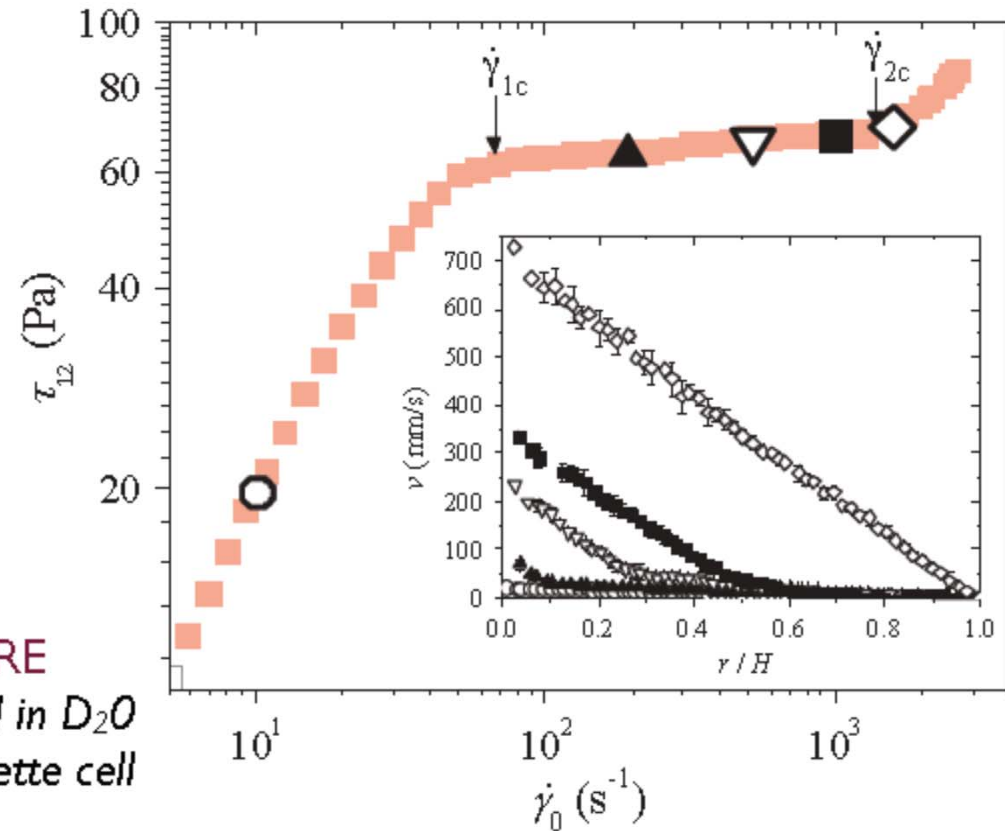 100
80
60
40
20
τ₁₂ (Pa)
γ̇₁c
γ̇₂c
700
600
500
400
300
200
100
0
v (mm/s)
0.0 0.2 0.4 0.6 0.8 1.0
r / H
10¹ 10² 10³
γ̇₀ (s⁻¹)
RE
in D₂O
ette cell